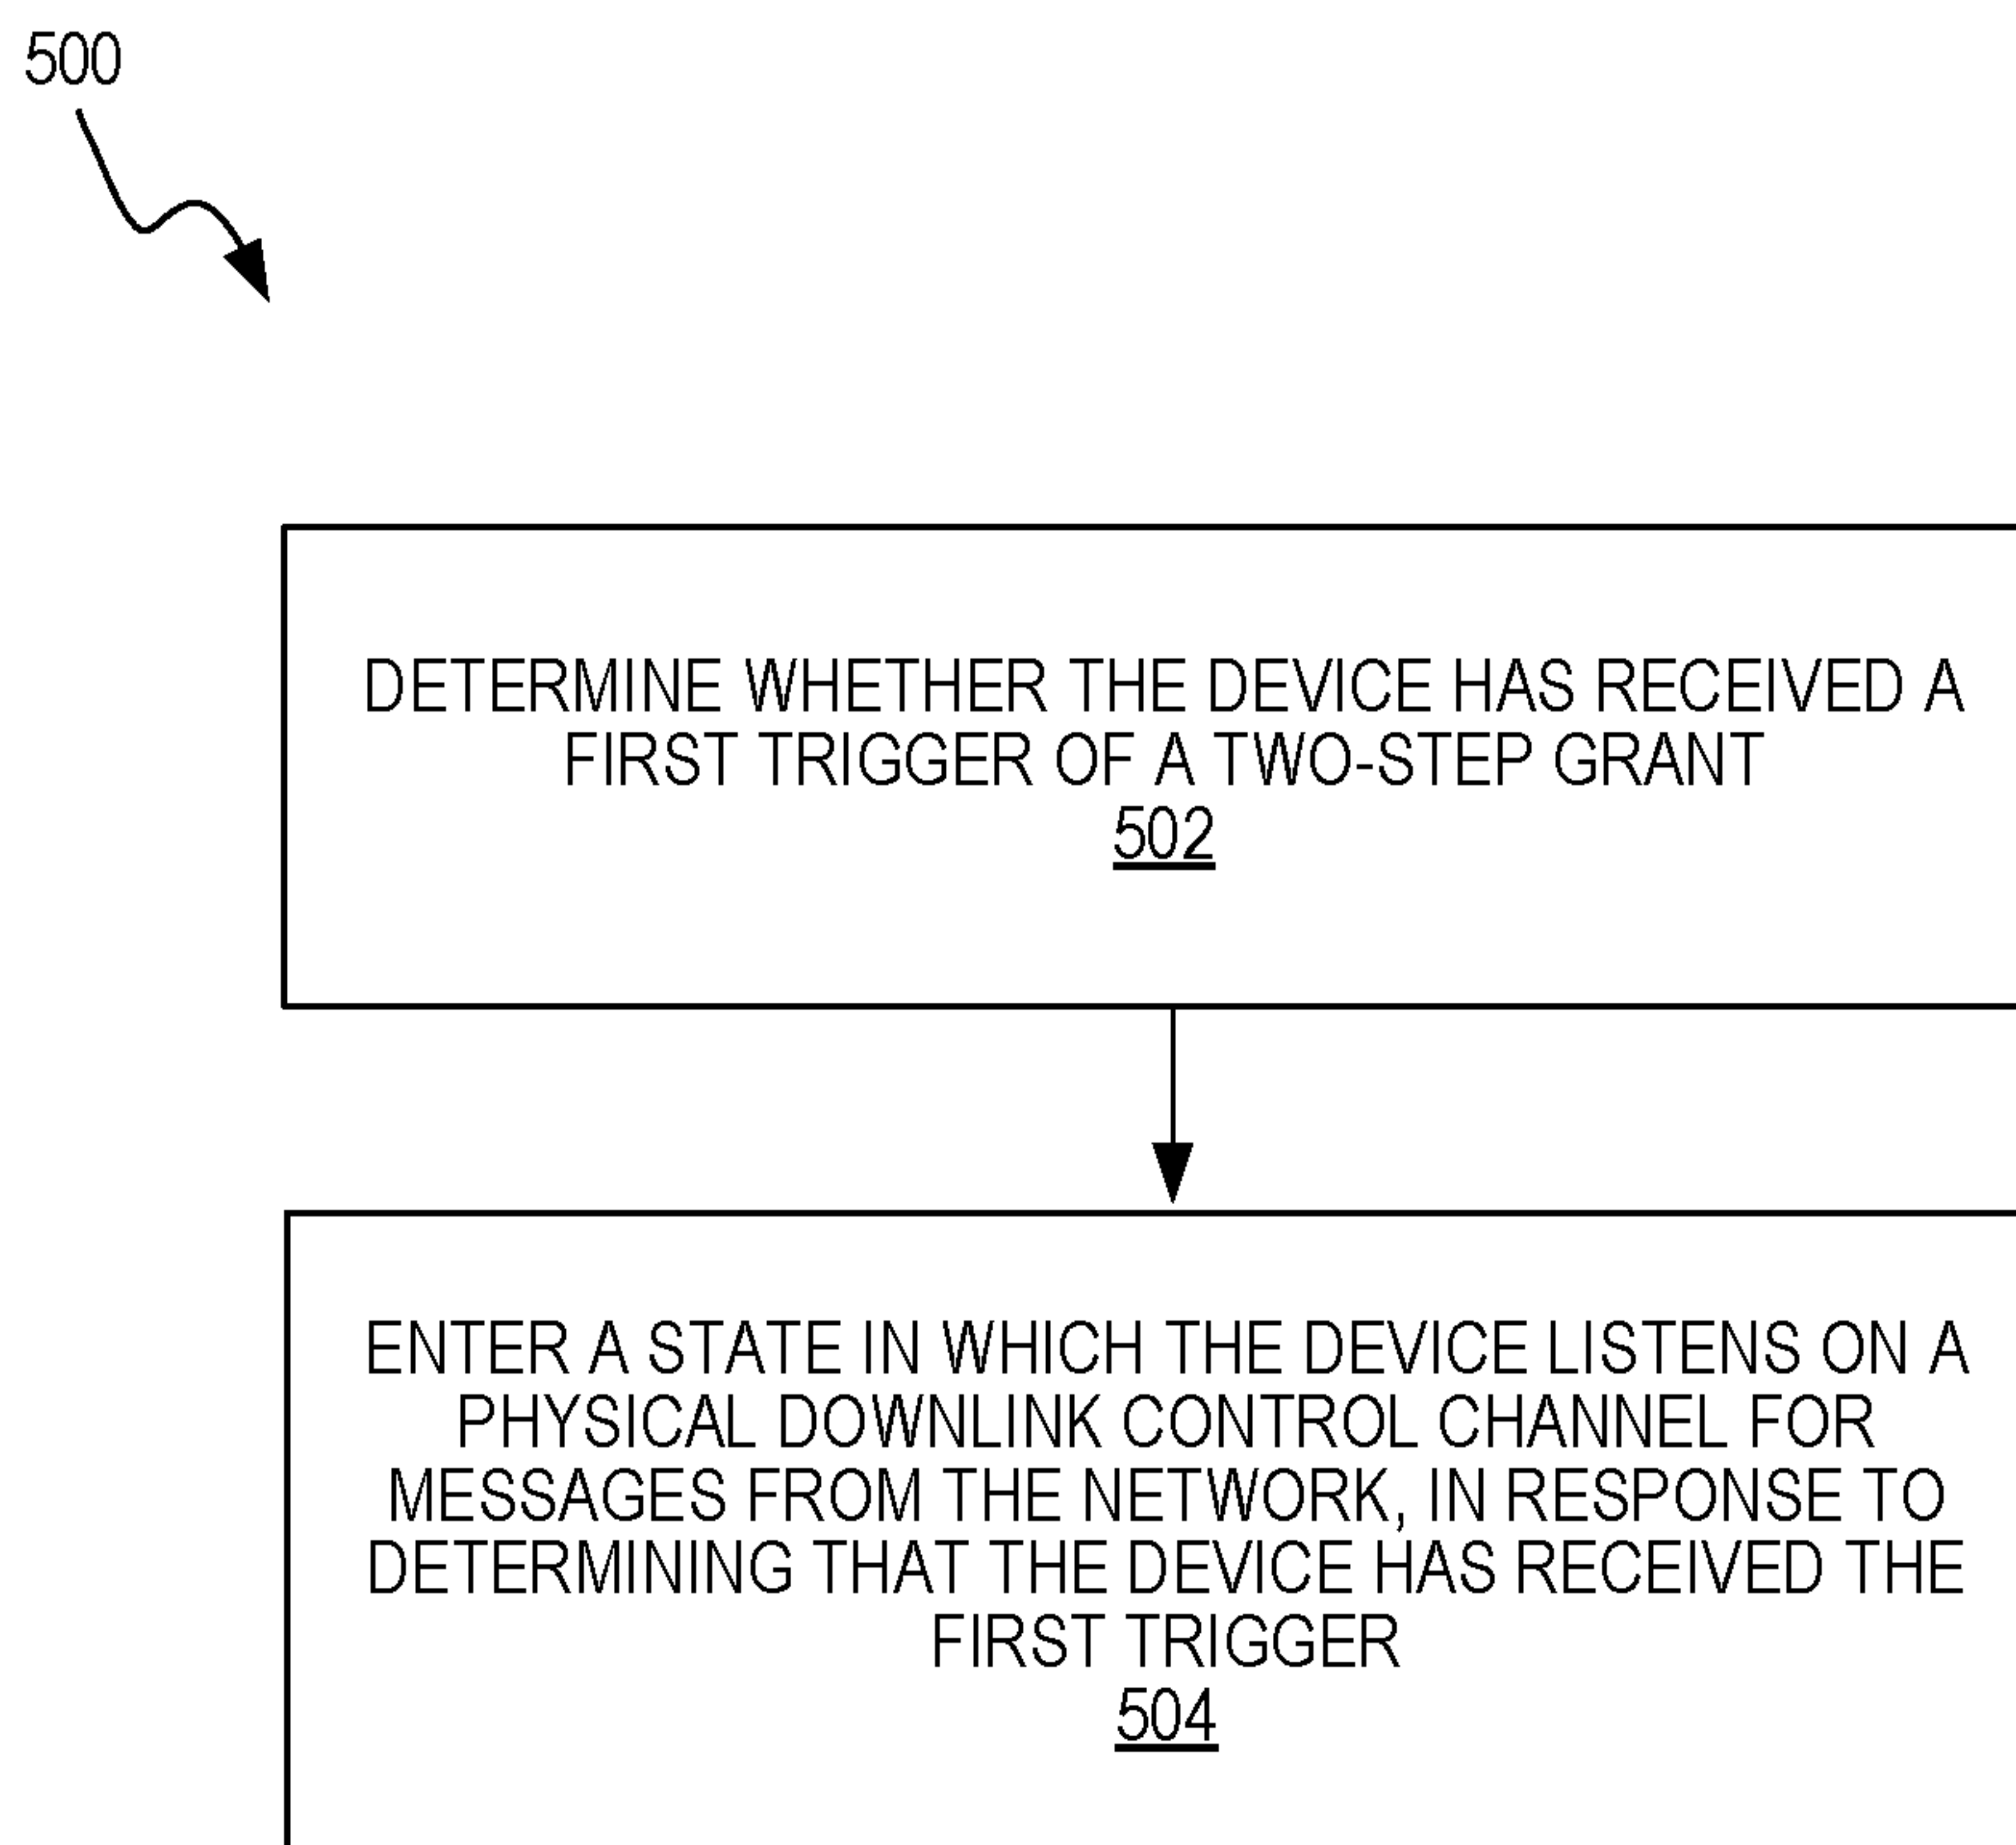 500
DETERMINE WHETHER THE DEVICE HAS RECEIVED A
FIRST TRIGGER OF A TWO-STEP GRANT
502
ENTER A STATE IN WHICH THE DEVICE LISTENS ON A
PHYSICAL DOWNLINK CONTROL CHANNEL FOR
MESSAGES FROM THE NETWORK, IN RESPONSE TO
DETERMINING THAT THE DEVICE HAS RECEIVED THE
FIRST TRIGGER
504